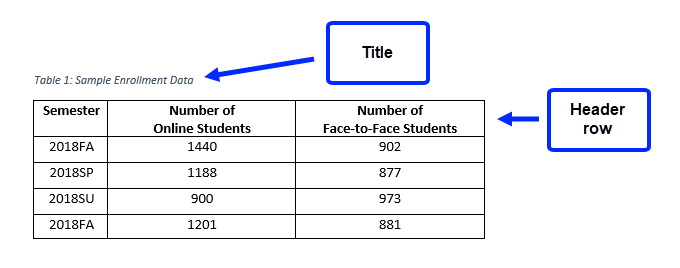 Title
Table 1: Sample Enrollment Data
Semester
Number of
Online Students
Number of
Face-to-Face Students
Header
row
2018FA 1440 902
2018SP 1188 877
2018SU 900 973
2018FA 1201 881